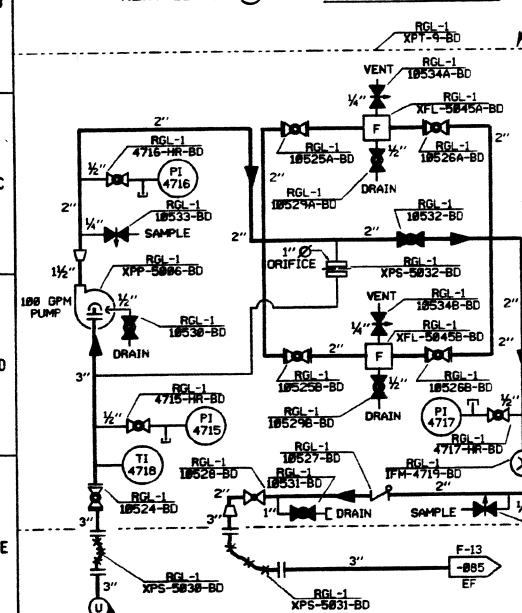 RGL-1
XPT-9-BD
VENT
RGL-1
10534A-BD
1/4"
RGL-1
XFL-5045A-BD
2"
F
RGL-1
4716-HR-BD
1/2"
PI
4716
RGL-1
10525A-BD
2"
1/2"
RGL-1
10526A-BD
2"
C
RGL-1
10529A-BD
DRAIN
2"
1/4"
RGL-1
10533-BD
SAMPLE
RGL-1
10532-BD
2"
2"
1"
ORIFICE
RGL-1
XPS-5032-BD
1 1/2"
RGL-1
XPP-5006-BD
100 GPM
PUMP
1/2"
RGL-1
10530-BD
DRAIN
VENT
RGL-1
10534B-BD
1/4"
RGL-1
XFL-5045B-BD
2"
F
D
3"
RGL-1
10525B-BD
1/2"
RGL-1
10526B-BD
RGL-1
4715-HR-BD
1/2"
PI
4715
RGL-1
10529B-BD
DRAIN
PI
4717
1/2"
RGL-1
4717-HR-BD
TI
4718
RGL-1
10528-BD
RGL-1
10527-BD
RGL-1
10531-BD
RGL-1
1FM-4719-BD
RGL-1
10524-BD
2"
1"
DRAIN
2"
SAMPLE
3"
3"
E
RGL-1
XPS-5030-BD
3"
3"
F-13
-085
EF
RGL-1
XPS-5031-BD
U